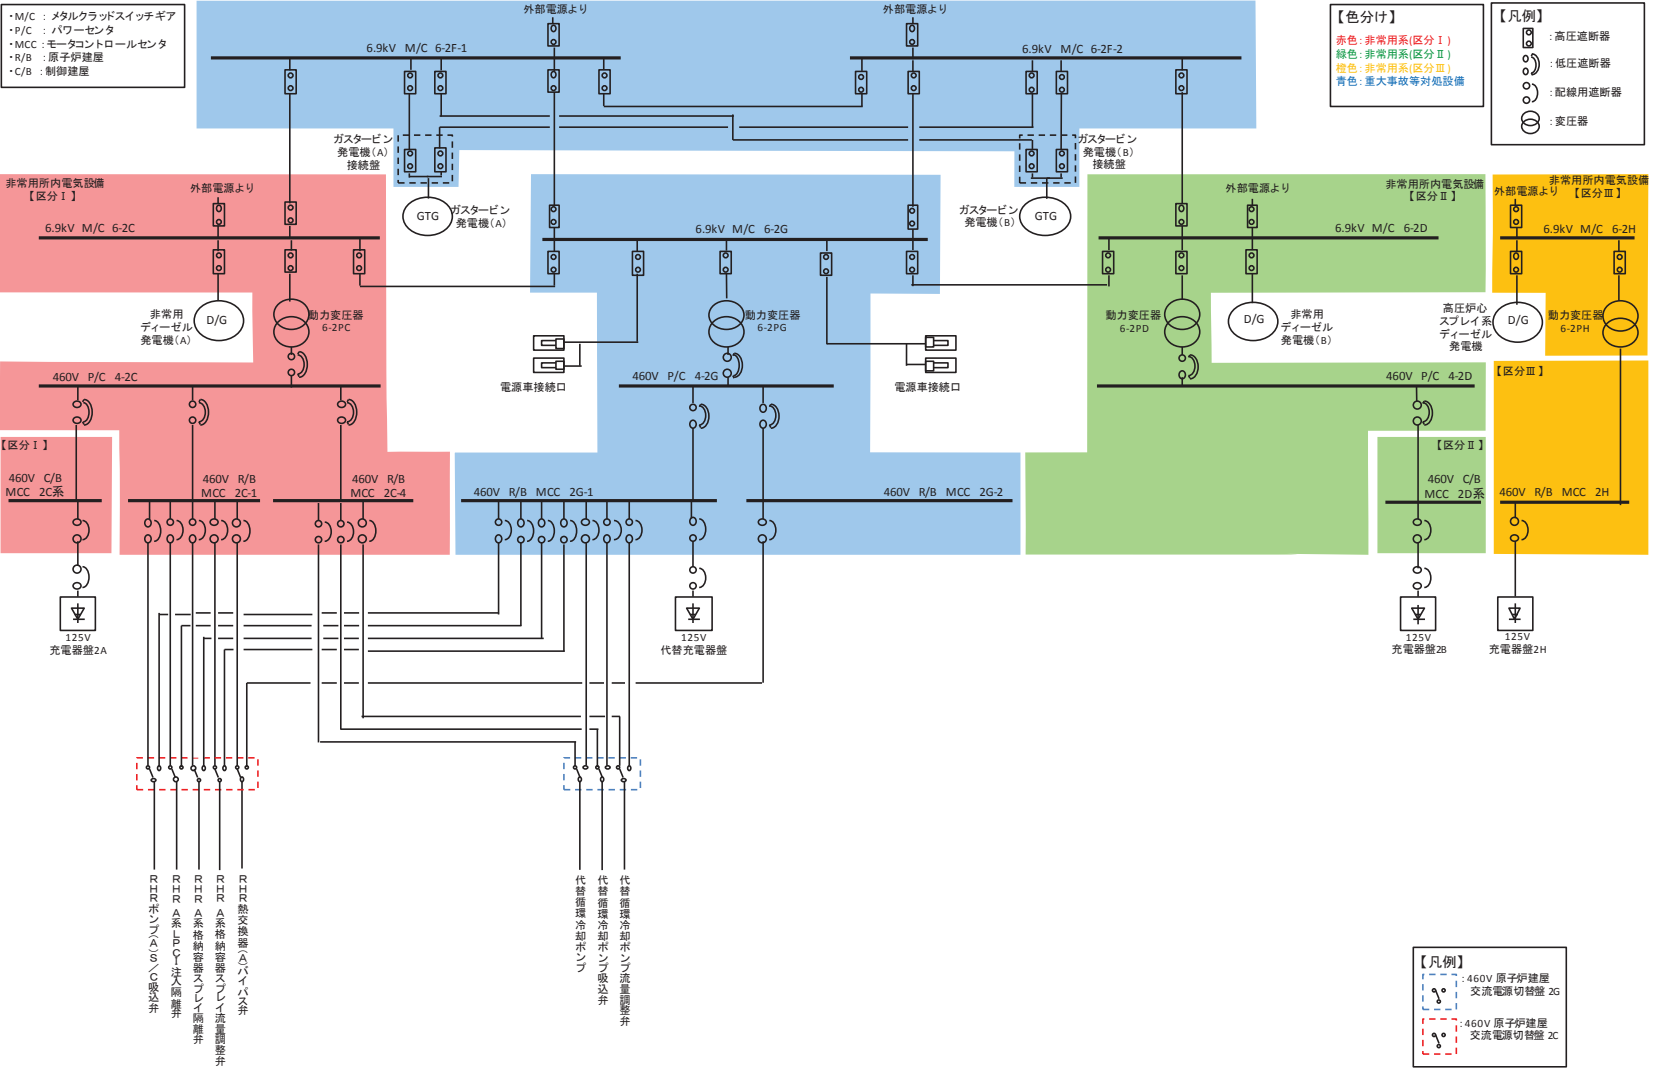 ・M/C ： メタルクラッドスイッチギア
・P/C ： パワーセンタ
・MCC ：モータコントロールセンタ
・R/B ：原子炉建屋
・C/B ：制御建屋
外部電源より
外部電源より
6.9kV M/C 6-2F-1
6.9kV M/C 6-2F-2
【色分け】
赤色：非常用系(区分Ⅰ)
緑色：非常用系(区分Ⅱ)
橙色：非常用系(区分Ⅲ)
青色：重大事故等対処設備
【凡例】
：高圧遮断器
：低圧遮断器
：配線用遮断器
：変圧器
ガスタービン
発電機(A)
接続盤
ガスタービン
発電機(B)
接続盤
GTG
ガスタービン
発電機(A)
ガスタービン
発電機(B)
GTG
非常用所内電気設備
【区分Ⅰ】
外部電源より
6.9kV M/C 6-2C
6.9kV M/C 6-2G
外部電源より
非常用所内電気設備
【区分Ⅱ】
6.9kV M/C 6-2D
非常用所内電気設備
外部電源より
【区分Ⅲ】
6.9kV M/C 6-2H
非常用
ディーゼル
発電機(A)
D/G
動力変圧器
6-2PC
動力変圧器
6-2PG
電源車接続口
電源車接続口
動力変圧器
6-2PD
D/G
非常用
ディーゼル
発電機(B)
高圧炉心
スプレイ系
ディーゼル
発電機
D/G
動力変圧器
6-2PH
460V P/C 4-2C
460V P/C 4-2G
460V P/C 4-2D
【区分Ⅲ】
【区分Ⅰ】
460V C/B
MCC 2C系
460V R/B
MCC 2C-1
460V R/B
MCC 2C-4
460V R/B MCC 2G-1
460V R/B MCC 2G-2
【区分Ⅱ】
460V C/B
MCC 2D系
460V R/B MCC 2H
125V
充電器盤2A
125V
代替充電器盤
125V
充電器盤2B
125V
充電器盤2H
RHRポンプ(A)S/C吸込弁
RHR A系LPCI注入隔離弁
RHR A系格納容器スプレイ隔離弁
RHR A系格納容器スプレイ流量調整弁
RHR熱交換器(A)バイパス弁
代替循環冷却ポンプ
代替循環冷却ポンプ吸込弁
代替循環冷却ポンプ流量調整弁
【凡例】
：460V 原子炉建屋
交流電源切替盤 2G
：460V 原子炉建屋
交流電源切替盤 2C